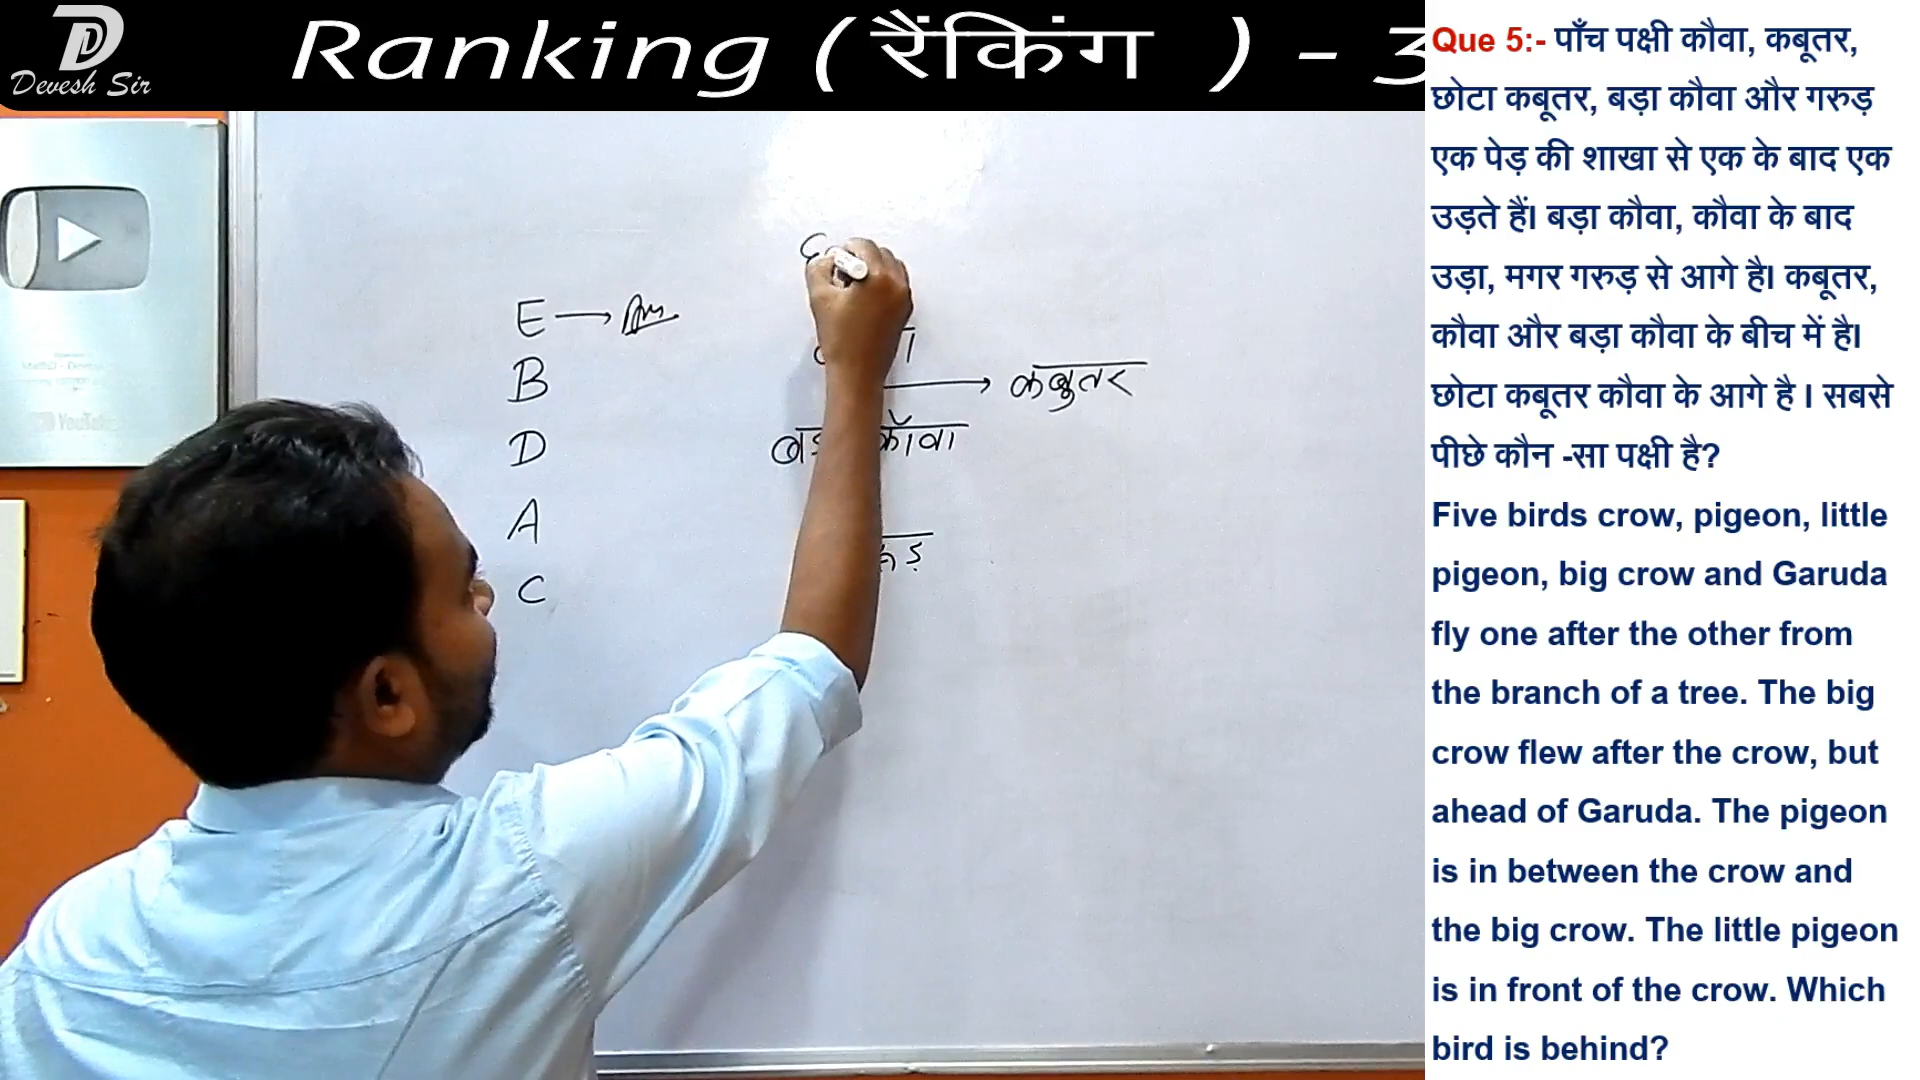 D
Devesh Sir
Ranking ( रैंकिंग ) - 3
E → Ans
B
D
A
C
कबुतर
कौवा
Que 5:- पाँच पक्षी कौवा, कबूतर,
छोटा कबूतर, बड़ा कौवा और गरुड़
एक पेड़ की शाखा से एक के बाद एक
उड़ते हैं। बड़ा कौवा, कौवा के बाद
उड़ा, मगर गरुड़ से आगे है। कबूतर,
कौवा और बड़ा कौवा के बीच में है।
छोटा कबूतर कौवा के आगे है । सबसे
पीछे कौन -सा पक्षी है?
Five birds crow, pigeon, little
pigeon, big crow and Garuda
fly one after the other from
the branch of a tree. The big
crow flew after the crow, but
ahead of Garuda. The pigeon
is in between the crow and
the big crow. The little pigeon
is in front of the crow. Which
bird is behind?